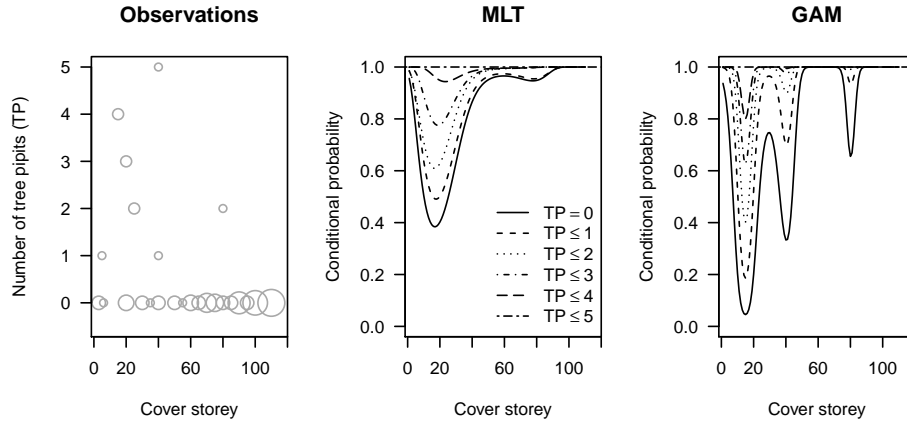 Observations
Number of tree pipits (TP)
5
4
3
2
1
0
0 20 60 100
Cover storey
MLT
Conditional probability
1.0
0.8
0.6
0.4
0.2
0.0
TP = 0
TP ≤ 1
TP ≤ 2
TP ≤ 3
TP ≤ 4
TP ≤ 5
0 20 60 100
Cover storey
GAM
Conditional probability
1.0
0.8
0.6
0.4
0.2
0.0
0 20 60 100
Cover storey